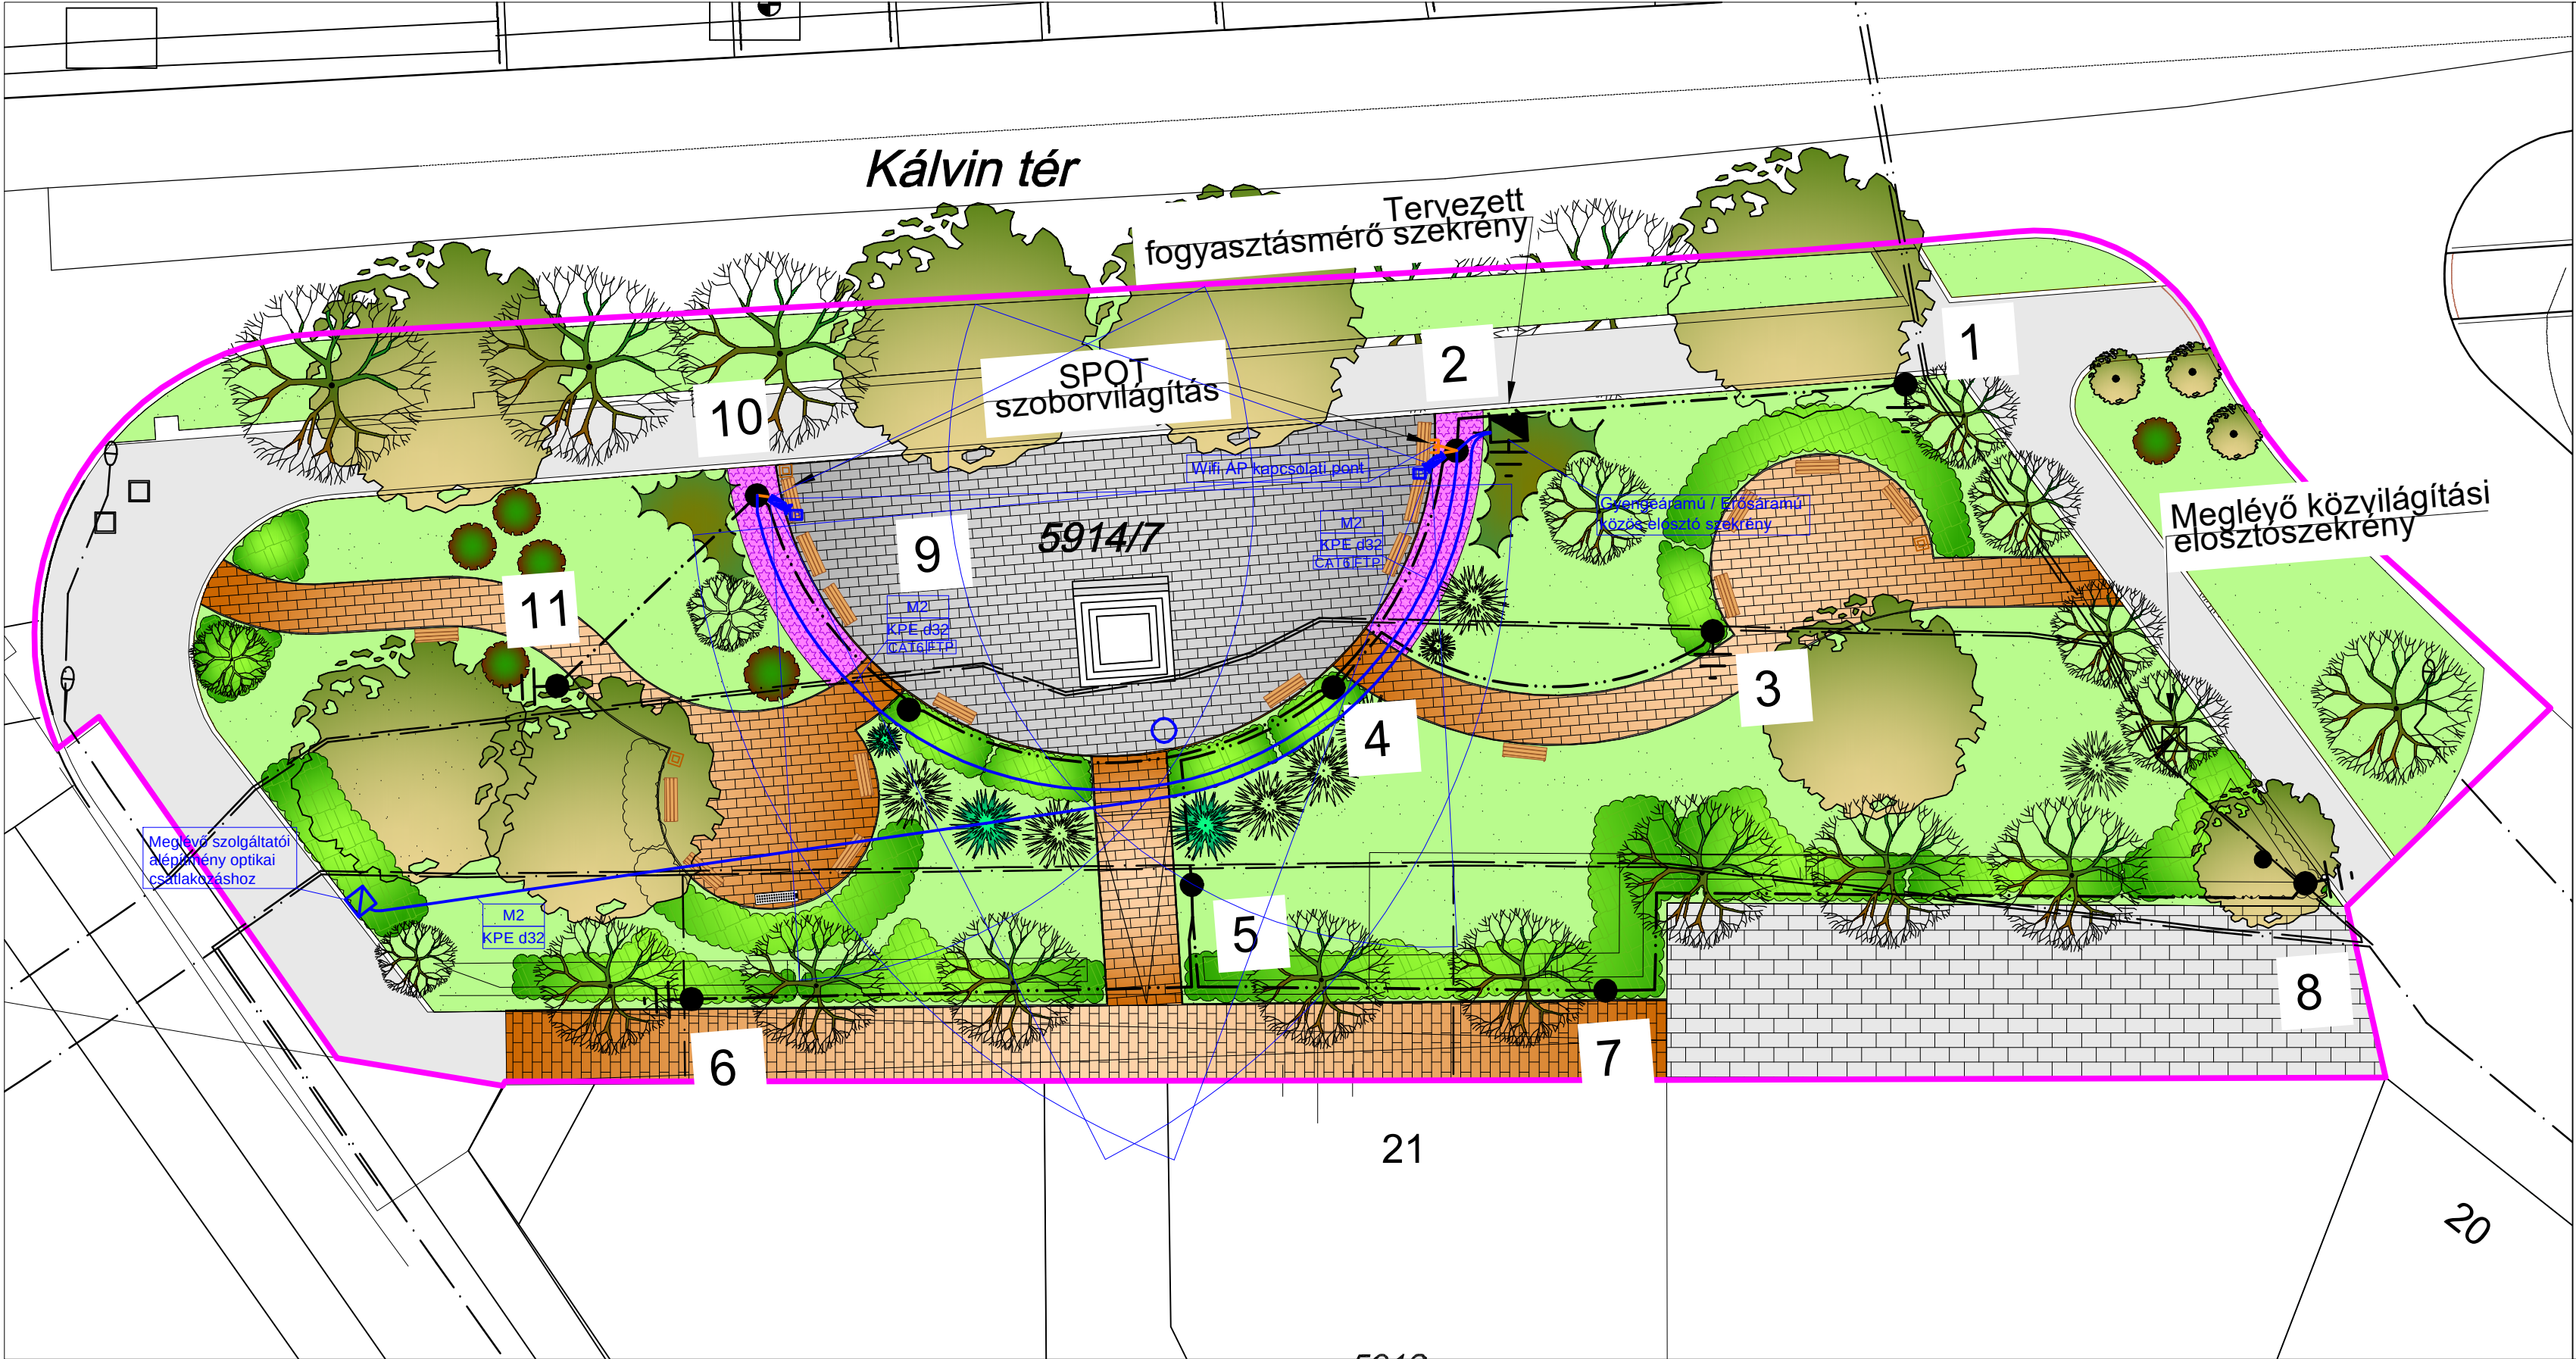 Kálvin tér
Tervezett
fogyasztásmérő szekrény
1
2
SPOT
szoborvilágítás
10
Wifi AP kapcsolati pont
Gyengeáramú / Erősáramú
közös elosztó szekrény
Meglévő közvilágítási
elosztószekrény
5914/7
M2
KPE d32
CAT6 FTP
9
11
M2
KPE d32
CAT6 FTP
3
4
Meglévő szolgáltatói
alépítmény optikai
csatlakozáshoz
M2
KPE d32
5
8
6
7
21
20